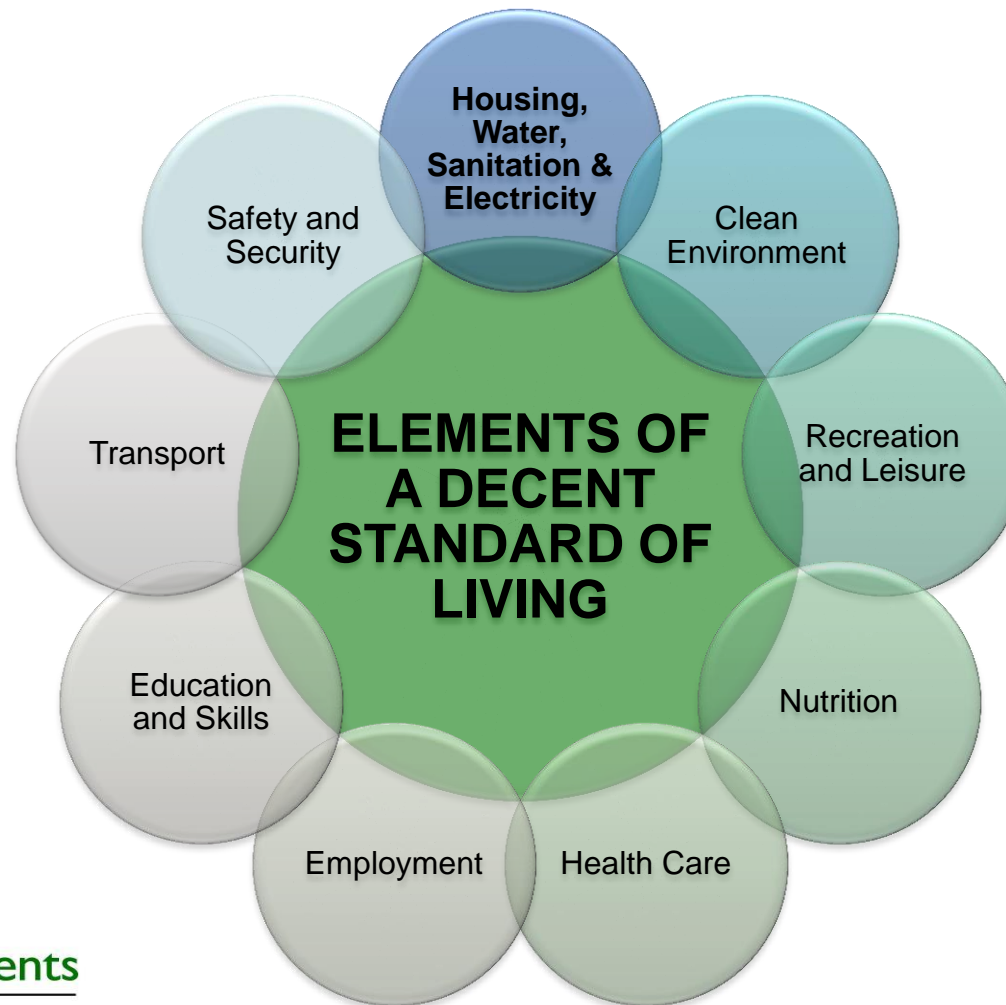 Housing,
Water,
Sanitation &
Electricity
Clean
Environment
Recreation
and Leisure
Nutrition
Health Care
Employment
Education
and Skills
Transport
Safety and
Security
ELEMENTS OF
A DECENT
STANDARD OF
LIVING
ents